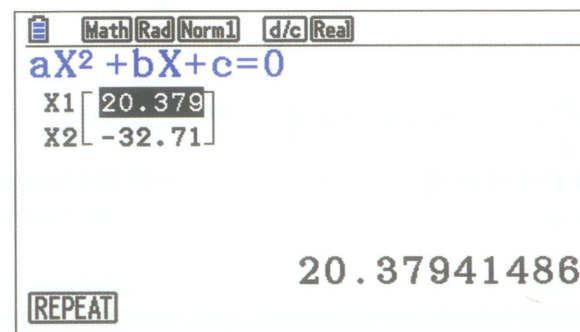 Math Rad Norm1 d/c Real
aX² +bX+c=0
X1 20.379
X2 -32.71
20.37941486
REPEAT